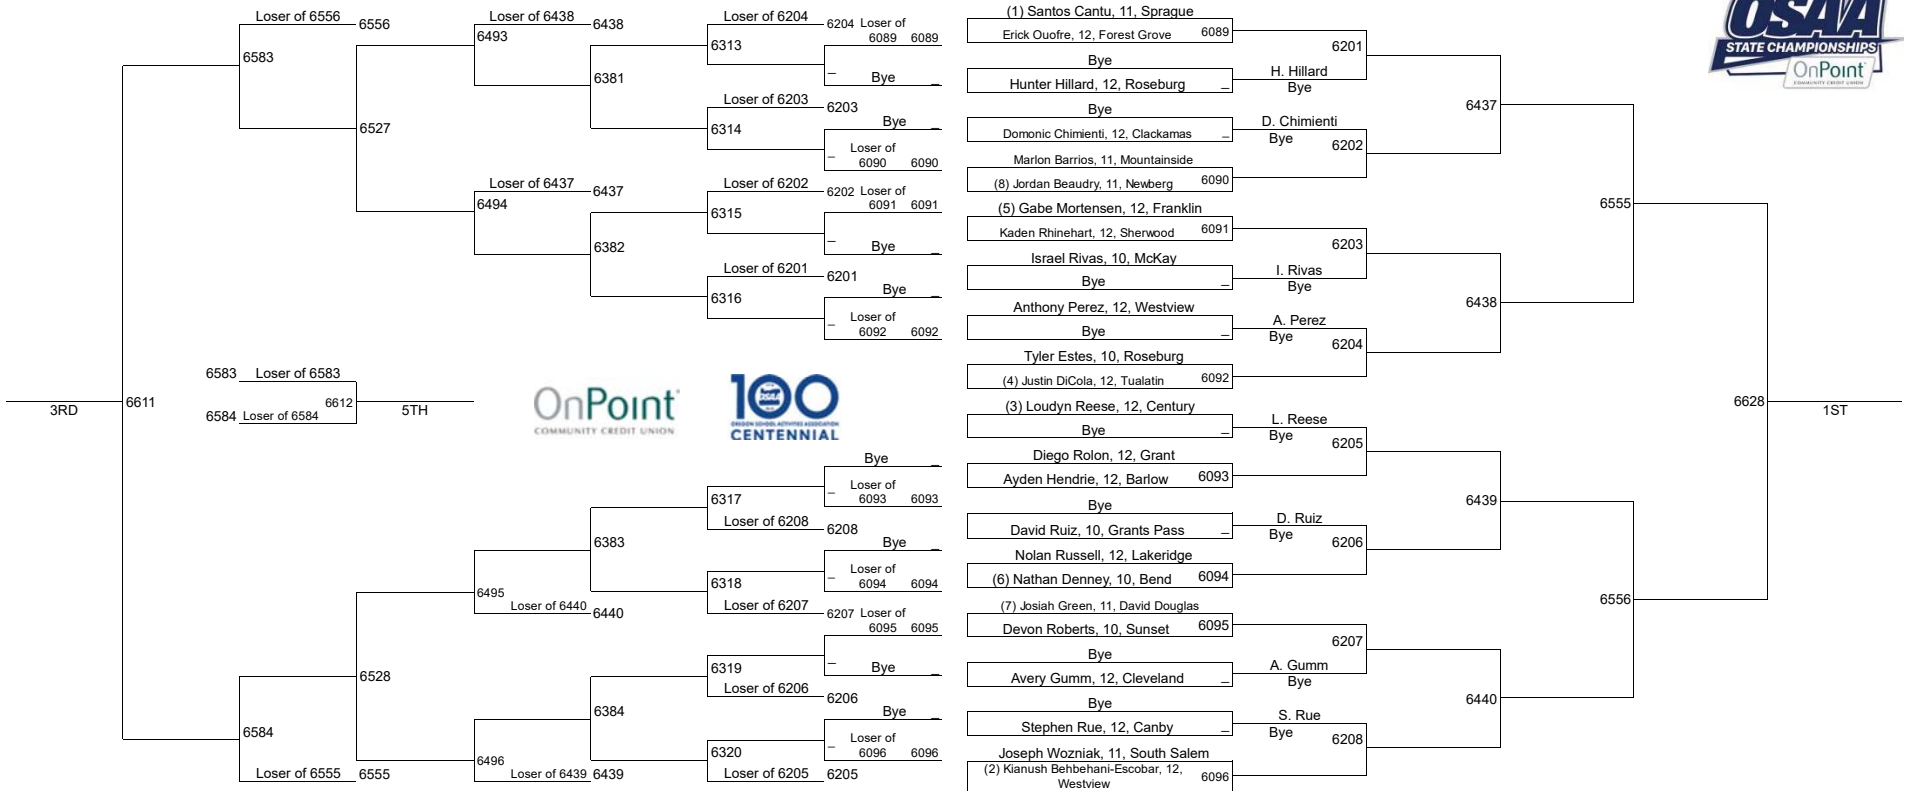 Loser of 6556
6556
6583
Loser of 6438
6438
6493
6527
6381
Loser of 6204
6204
6313
Loser of
6089 6089
_
Bye _
Loser of 6203
6203
6314
Bye _
_ Loser of
6090 6090
Loser of 6437
6437
6494
6382
Loser of 6202
6202
6315
Loser of
6091 6091
_
Bye _
Loser of 6201
6201
6316
Bye _
_ Loser of
6092 6092
6583 Loser of 6583
6612
6584 Loser of 6584
5TH
3RD
6611
OnPoint
COMMUNITY CREDIT UNION
100
OSAA
OREGON SCHOOL ACTIVITIES ASSOCIATION
CENTENNIAL
Bye _
_ Loser of
6093 6093
6317
Loser of 6208
6208
6383
Bye _
_ Loser of
6094 6094
6318
Loser of 6207
6207
6495
Loser of 6440
6440
Loser of
6095 6095
_
Bye _
6319
Loser of 6206
6206
6528
6384
Bye _
_ Loser of
6096 6096
6320
Loser of 6205
6205
6584
Loser of 6555
6555
6496
Loser of 6439
6439
(1) Santos Cantu, 11, Sprague
Erick Ouofre, 12, Forest Grove 6089
Bye
Hunter Hillard, 12, Roseburg _
Bye
Domonic Chimienti, 12, Clackamas _
Marlon Barrios, 11, Mountainside
(8) Jordan Beaudry, 11, Newberg 6090
(5) Gabe Mortensen, 12, Franklin
Kaden Rhinehart, 12, Sherwood 6091
Israel Rivas, 10, McKay
Bye _
Anthony Perez, 12, Westview
Bye _
Tyler Estes, 10, Roseburg
(4) Justin DiCola, 12, Tualatin 6092
(3) Loudyn Reese, 12, Century
Bye _
Diego Rolon, 12, Grant
Ayden Hendrie, 12, Barlow 6093
Bye
David Ruiz, 10, Grants Pass _
Nolan Russell, 12, Lakeridge
(6) Nathan Denney, 10, Bend 6094
(7) Josiah Green, 11, David Douglas
Devon Roberts, 10, Sunset 6095
Bye
Avery Gumm, 12, Cleveland _
Bye
Stephen Rue, 12, Canby _
Joseph Wozniak, 11, South Salem
(2) Kianush Behbehani-Escobar, 12,
Westview
6096
6201
H. Hillard
Bye
D. Chimienti
Bye
6202
6203
I. Rivas
Bye
A. Perez
Bye
6204
L. Reese
Bye
6205
D. Ruiz
Bye
6206
6207
A. Gumm
Bye
S. Rue
Bye
6208
6437
6438
6439
6440
6555
6556
6628
1ST
OSAA
STATE CHAMPIONSHIPS
OnPoint
COMMUNITY CREDIT UNION